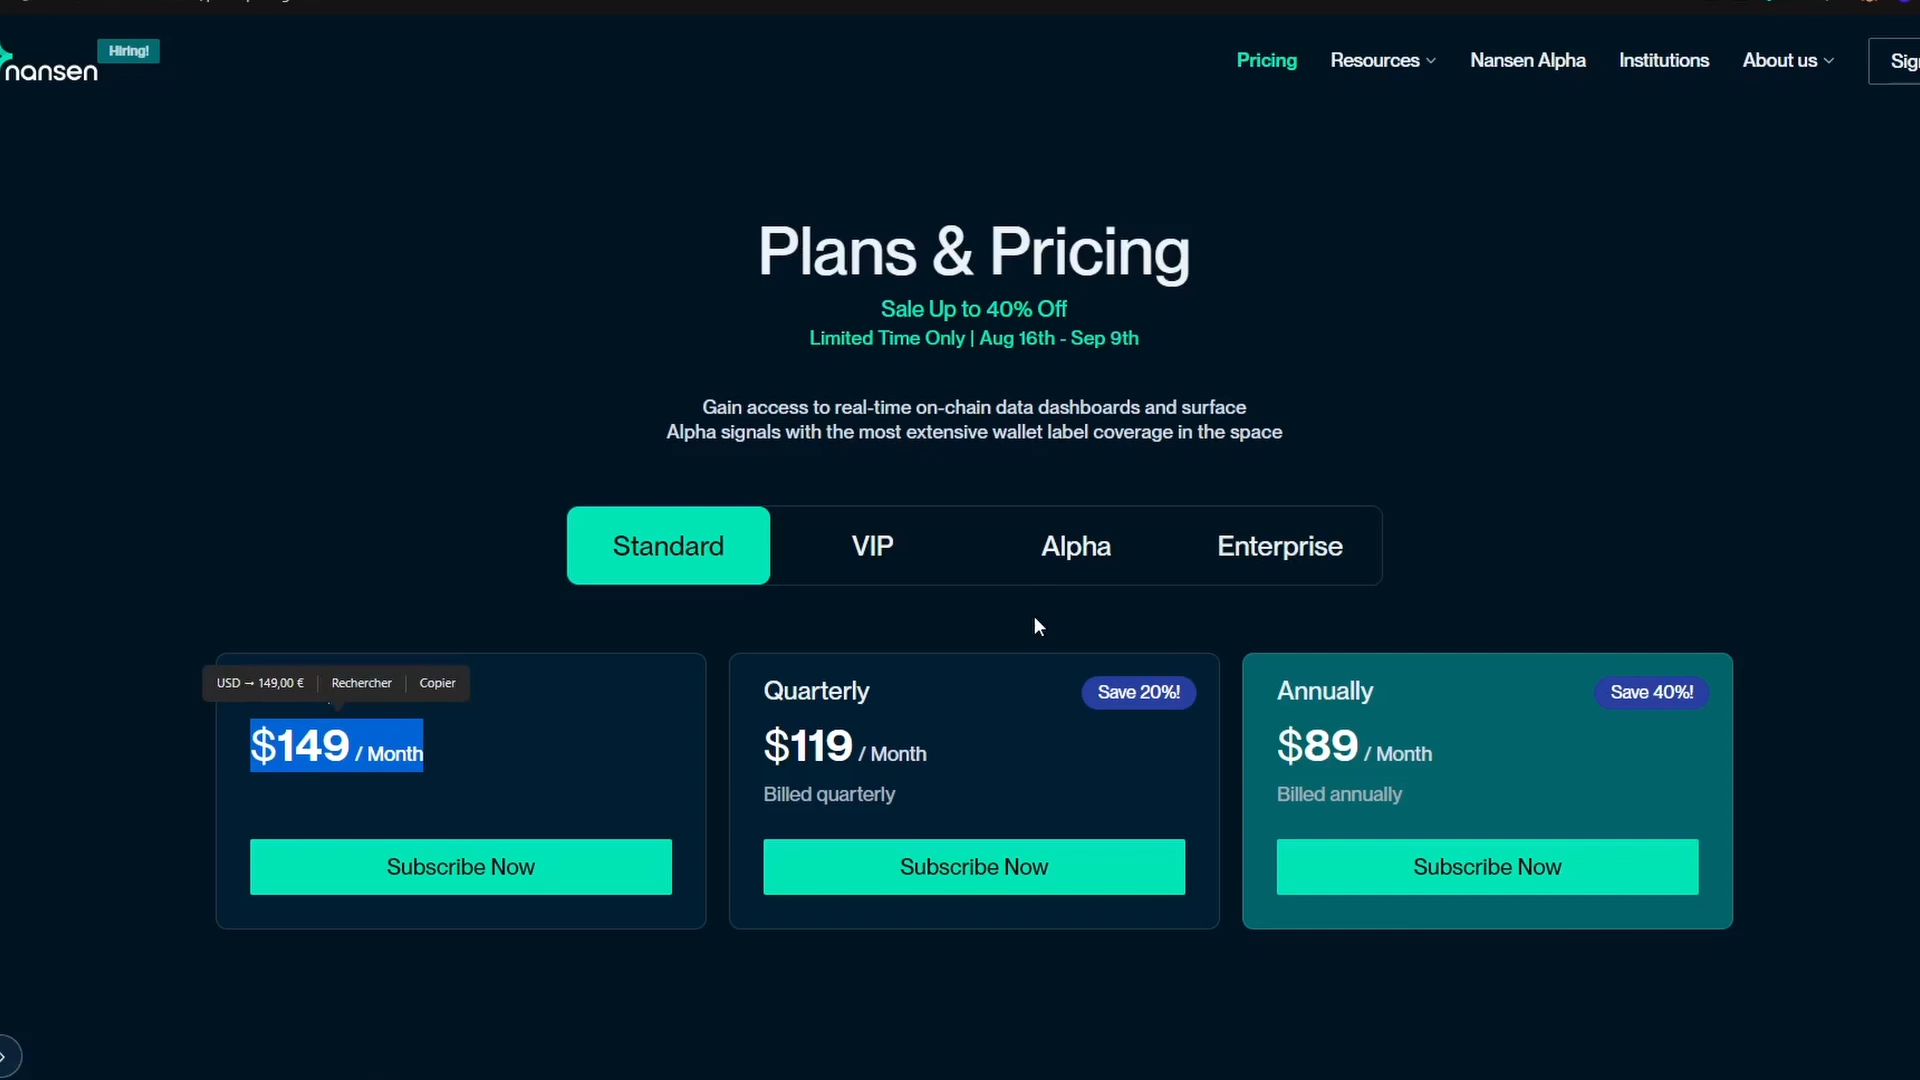 nansen
Hiring!
Pricing
Resources
Nansen Alpha
Institutions
About us
Plans & Pricing
Sale Up to 40% Off
Limited Time Only | Aug 16th - Sep 9th
Gain access to real-time on-chain data dashboards and surface
Alpha signals with the most extensive wallet label coverage in the space
Standard
VIP
Alpha
Enterprise
USD → 149,00 €
Rechercher
Copier
$149 / Month
Subscribe Now
Quarterly
Save 20%!
$119 / Month
Billed quarterly
Subscribe Now
Annually
Save 40%!
$89 / Month
Billed annually
Subscribe Now